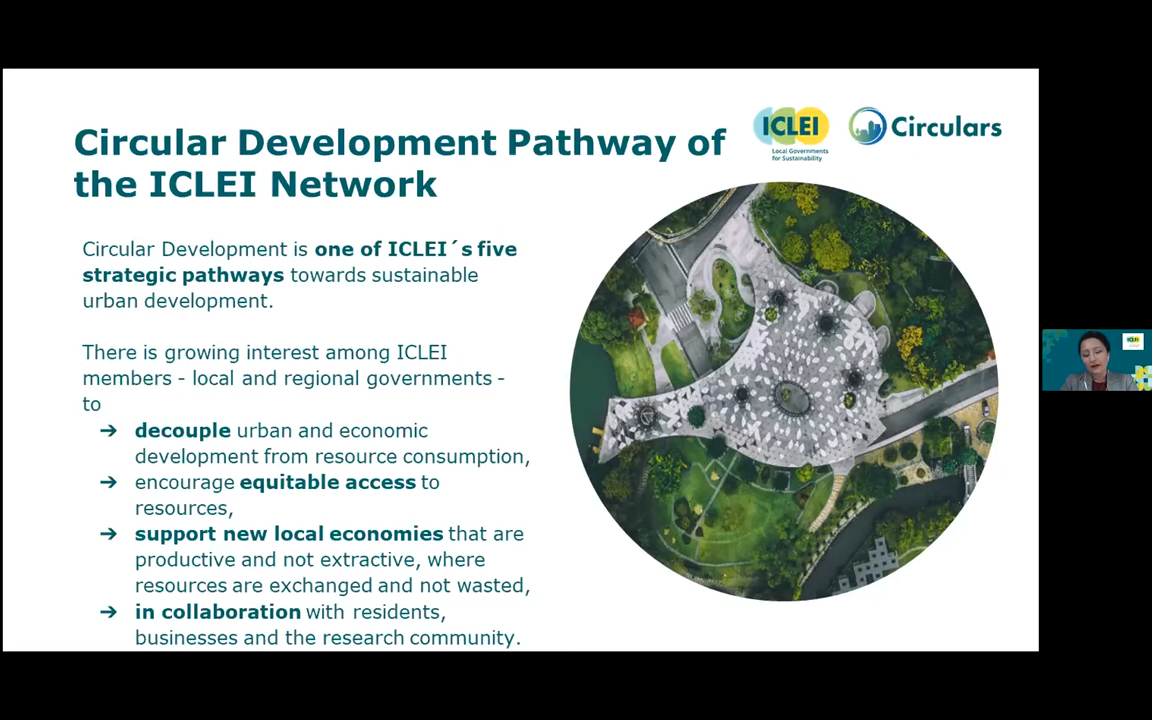 Circular Development Pathway of
the ICLEI Network
ICLEI
Local Governments
for Sustainability
Circulars
Circular Development is one of ICLEI´s five
strategic pathways towards sustainable
urban development.
There is growing interest among ICLEI
members - local and regional governments -
to
➔ decouple urban and economic
development from resource consumption,
➔ encourage equitable access to
resources,
➔ support new local economies that are
productive and not extractive, where
resources are exchanged and not wasted,
➔ in collaboration with residents,
businesses and the research community.
ICLEI